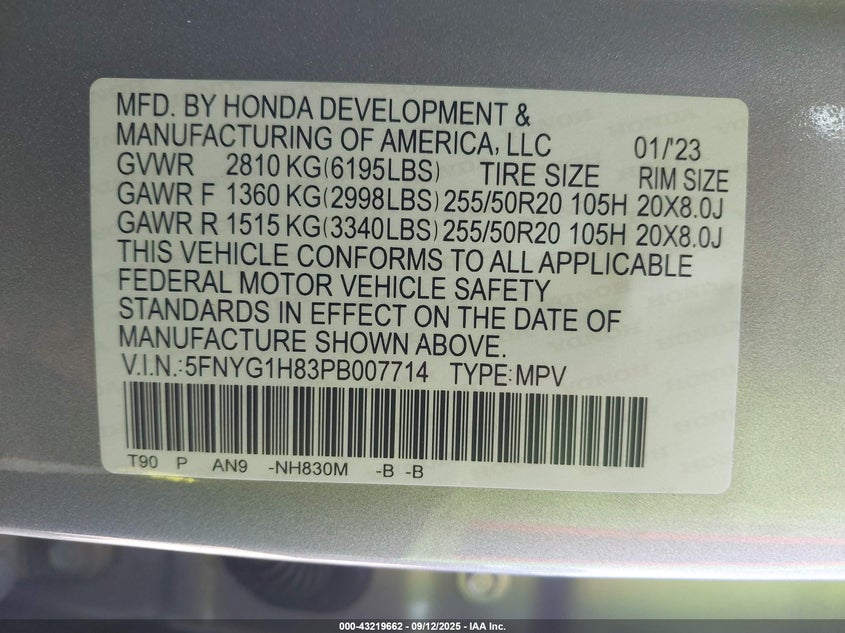 MFD. BY HONDA DEVELOPMENT &
MANUFACTURING OF AMERICA, LLC 01/'23
GVWR 2810 KG(6195LBS) TIRE SIZE RIM SIZE
GAWR F 1360 KG(2998LBS) 255/50R20 105H 20X8.0J
GAWR R 1515 KG(3340LBS) 255/50R20 105H 20X8.0J
THIS VEHICLE CONFORMS TO ALL APPLICABLE
FEDERAL MOTOR VEHICLE SAFETY
STANDARDS IN EFFECT ON THE DATE OF
MANUFACTURE SHOWN ABOVE.
V.I.N.:5FNYG1H83PB007714 TYPE:MPV
T90 P AN9 -NH830M -B -B
000-43219662 - 09/12/2025 - IAA Inc.